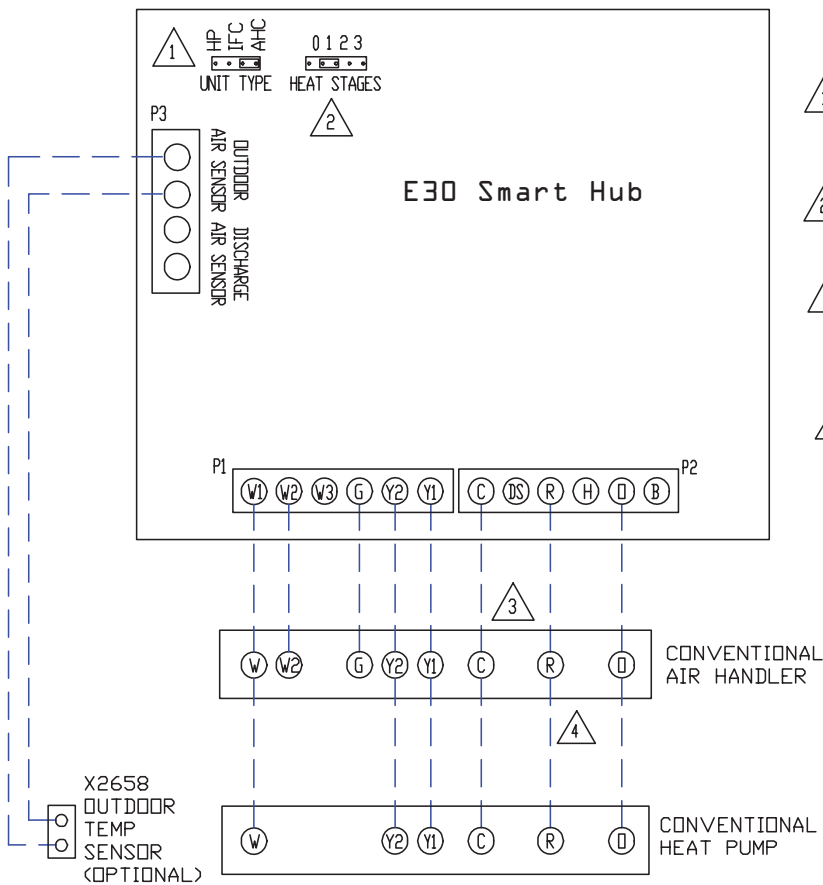 1
HP
IFC
AHC
UNIT TYPE
0 1 2 3
HEAT STAGES
2
P3
OUTDOOR
AIR SENSOR
DISCHARGE
AIR SENSOR
E30 Smart Hub
P1
W1 W2 W3 G Y2 Y1
C DS R H O B
P2
3
W W2 G Y2 Y1 C R O
CONVENTIONAL
AIR HANDLER
4
X2658
OUTDOOR
TEMP
SENSOR
(OPTIONAL)
W Y2 Y1 C R O
CONVENTIONAL
HEAT PUMP